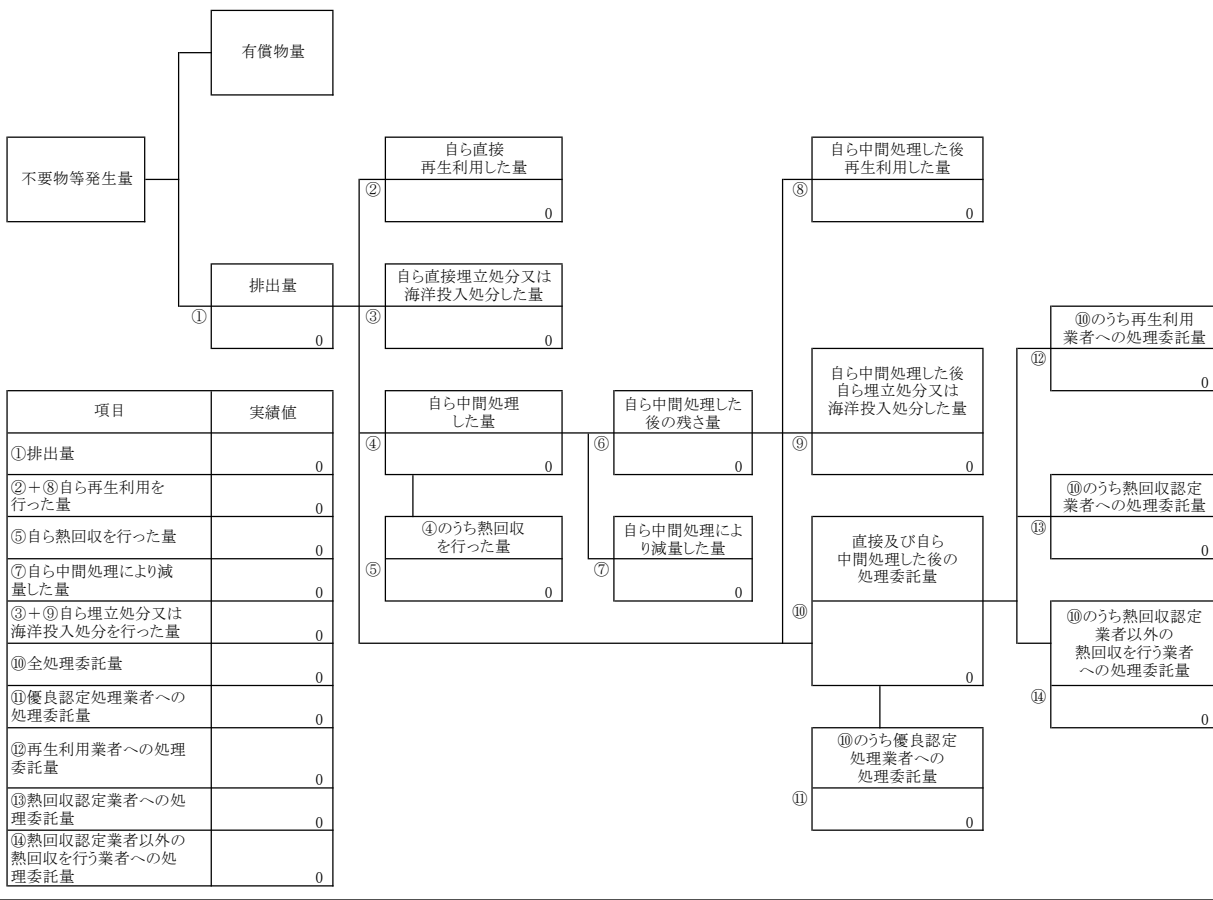 有償物量
不要物等発生量
排出量
①
0
自ら直接
再生利用した量
②
0
自ら直接埋立処分又は
海洋投入処分した量
③
0
自ら中間処理
した量
④
0
④のうち熱回収
を行った量
⑤
0
自ら中間処理した
後の残さ量
⑥
0
自ら中間処理によ
り減量した量
⑦
0
自ら中間処理した後
再生利用した量
⑧
0
自ら中間処理した後
自ら埋立処分又は
海洋投入処分した量
⑨
0
直接及び自ら
中間処理した後の
処理委託量
⑩
0
⑩のうち優良認定
処理業者への
処理委託量
⑪
0
⑩のうち再生利用
業者への処理委託量
⑫
0
⑩のうち熱回収認定
業者への処理委託量
⑬
0
⑩のうち熱回収認定
業者以外の
熱回収を行う業者
への処理委託量
⑭
0
項目 実績値
①排出量
0
②+⑧自ら再生利用を
行った量 0
⑤自ら熱回収を行った量
0
⑦自ら中間処理により減
量した量 0
③+⑨自ら埋立処分又は
海洋投入処分を行った量 0
⑩全処理委託量
0
⑪優良認定処理業者への
処理委託量 0
⑫再生利用業者への処理
委託量
0
⑬熱回収認定業者への処
理委託量 0
⑭熱回収認定業者以外の
熱回収を行う業者への処
理委託量 0